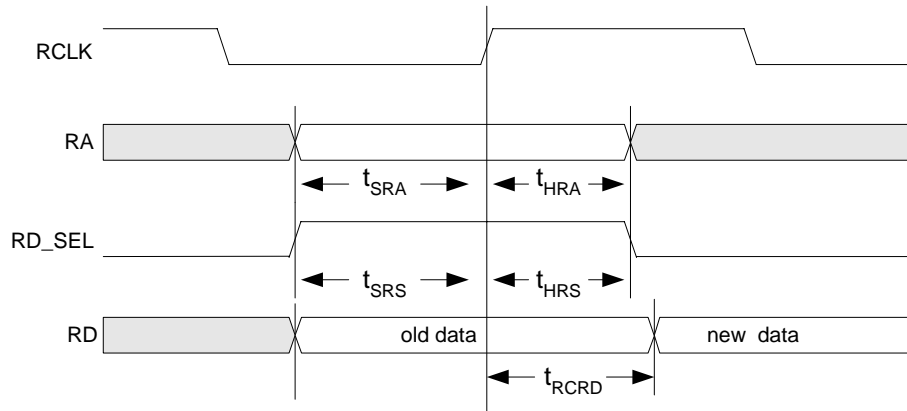 RCLK
RA
tSRA tHRA
RD_SEL
tSRS tHRS
RD old data new data
tRCRD